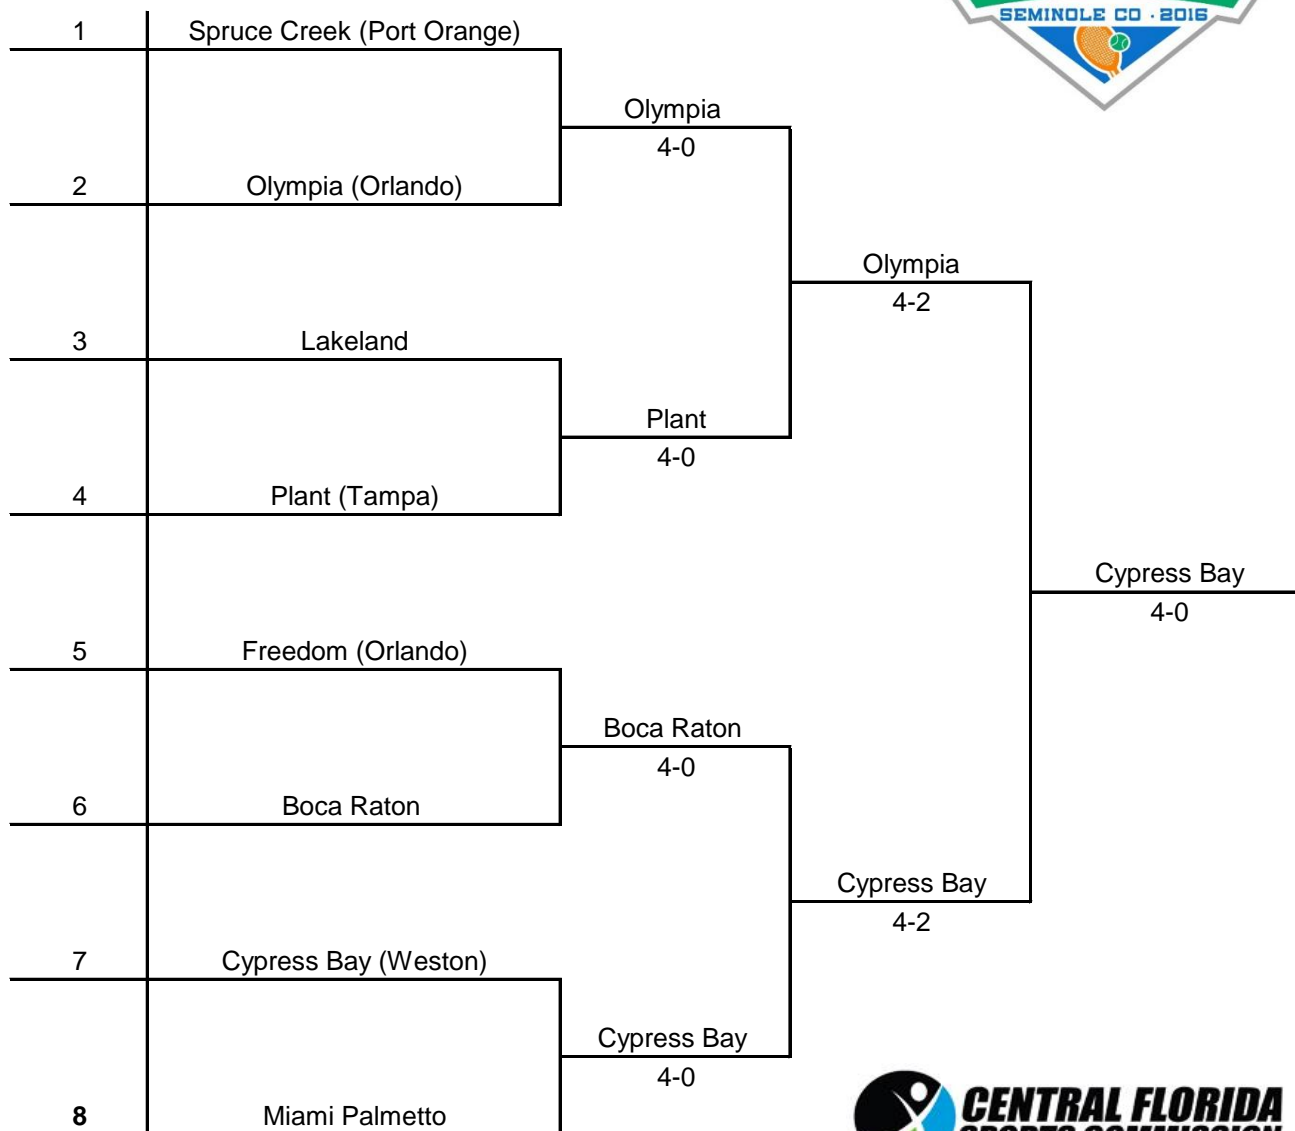 SEMINOLE CO · 2016
1 Spruce Creek (Port Orange)
Olympia
4-0
2 Olympia (Orlando)
Olympia
4-2
3 Lakeland
Plant
4-0
4 Plant (Tampa)
Cypress Bay
4-0
5 Freedom (Orlando)
Boca Raton
4-0
6 Boca Raton
Cypress Bay
4-2
7 Cypress Bay (Weston)
Cypress Bay
4-0
8 Miami Palmetto
CENTRAL FLORIDA
SPORTS COMMISSION